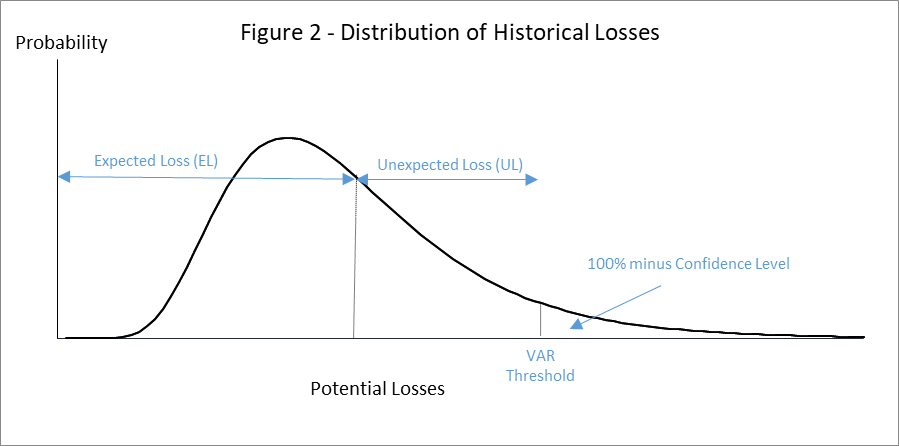 Figure 2 - Distribution of Historical Losses
Probability
Expected Loss (EL)
Unexpected Loss (UL)
100% minus Confidence Level
VAR
Threshold
Potential Losses